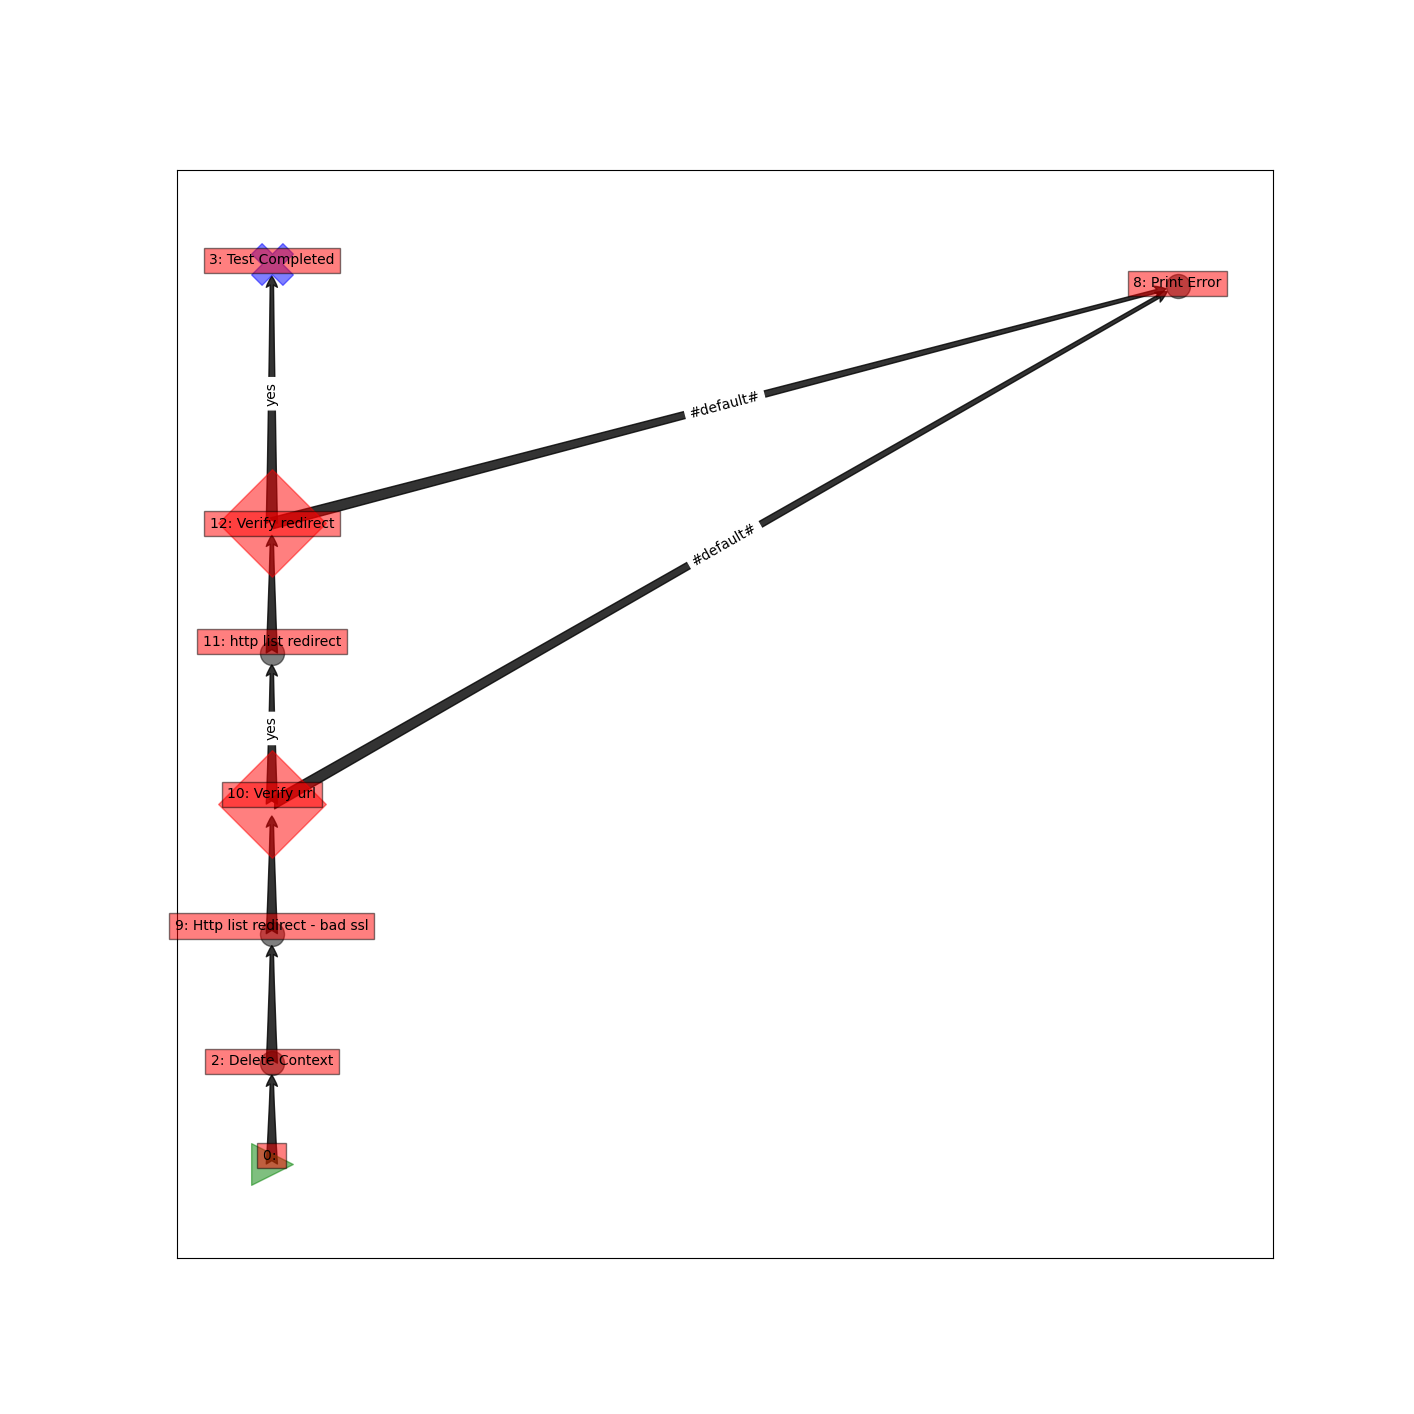 3: Test Completed
8: Print Error
yes
#default#
12: Verify redirect
#default#
11: http list redirect
yes
10: Verify url
9: Http list redirect - bad ssl
2: Delete Context
0: